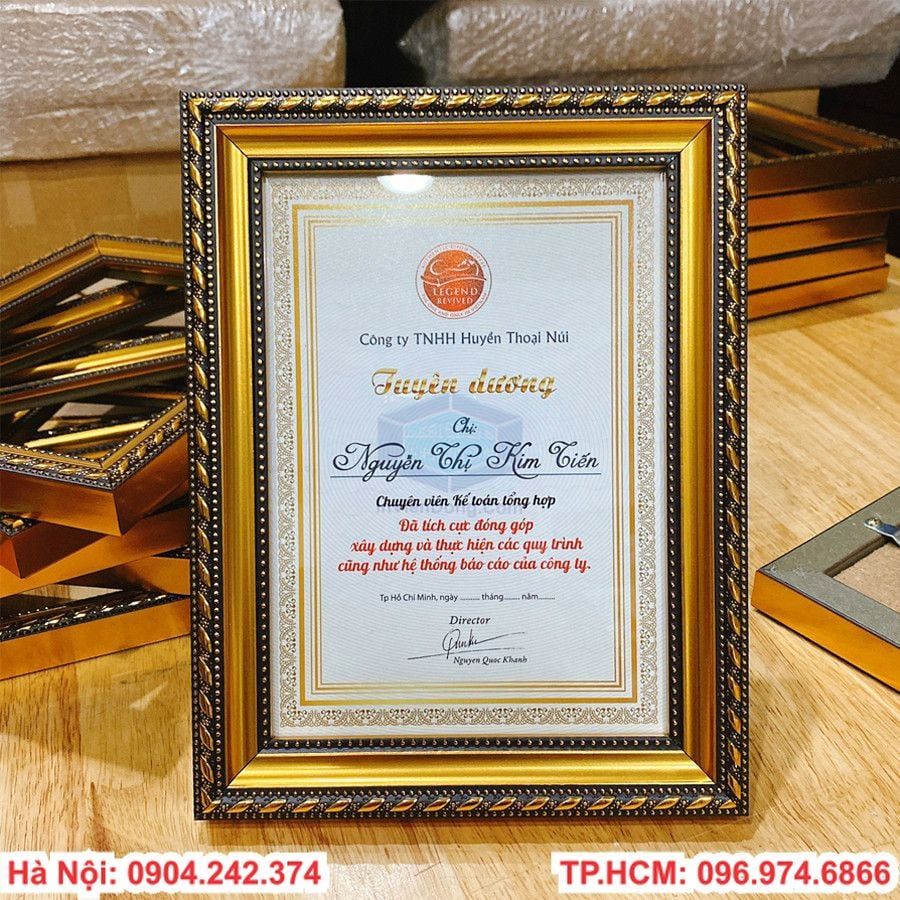 LEGEND
REVIVED
Công ty TNHH Huyền Thoại Núi
Tuyên dương
Chị:
Nguyễn Thị Kim Tiến
Chuyên viên Kế toán tổng hợp
Đã tích cực đóng góp
xây dựng và thực hiện các quy trình
cũng như hệ thống báo cáo của công ty.
Tp Hồ Chí Minh, ngày .......... tháng....... năm........
Director
Nguyen Quoc Khanh
Hà Nội: 0904.242.374
TP.HCM: 096.974.6866